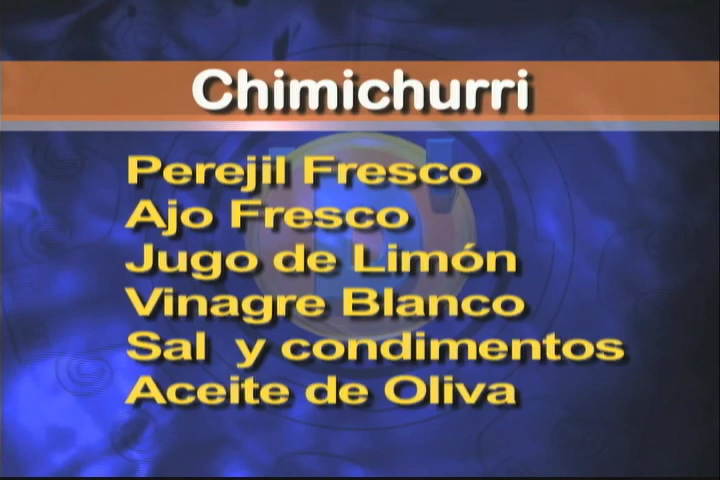 Chimichurri
Perejil Fresco
Ajo Fresco
Jugo de Limón
Vinagre Blanco
Sal y condimentos
Aceite de Oliva